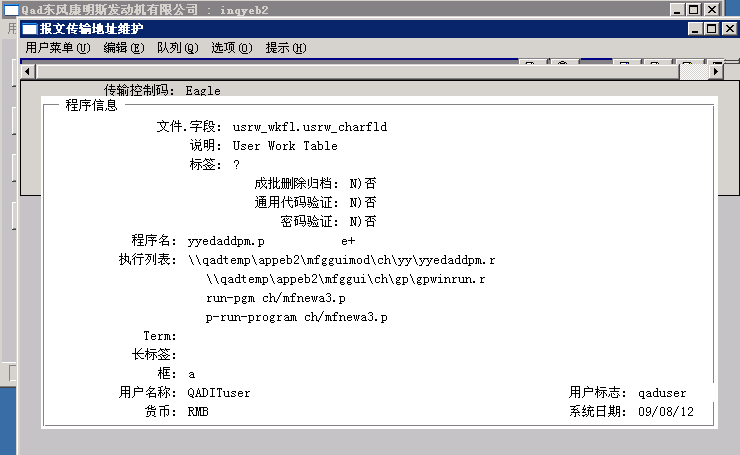 Qad东风康明斯发动机有限公司 : inqyeb2
报文传输地址维护
用户菜单(U) 编辑(E) 队列(Q) 选项(O) 提示(H)
传输控制码: Eagle
程序信息
文件.字段: usrw_wkfl.usrw_charfld
说明: User Work Table
标签: ?
成批删除归档: N)否
通用代码验证: N)否
密码验证: N)否
程序名: yyedaddpm.p e+
执行列表: \\qadtemp\appeb2\mfgguimod\ch\yy\yyedaddpm.r
\\qadtemp\appeb2\mfggui\ch\gp\gpwinrun.r
run-pgm ch/mfnewa3.p
p-run-program ch/mfnewa3.p
Term:
长标签:
框: a
用户名称: QADITuser 用户标志: qaduser
货币: RMB 系统日期: 09/08/12